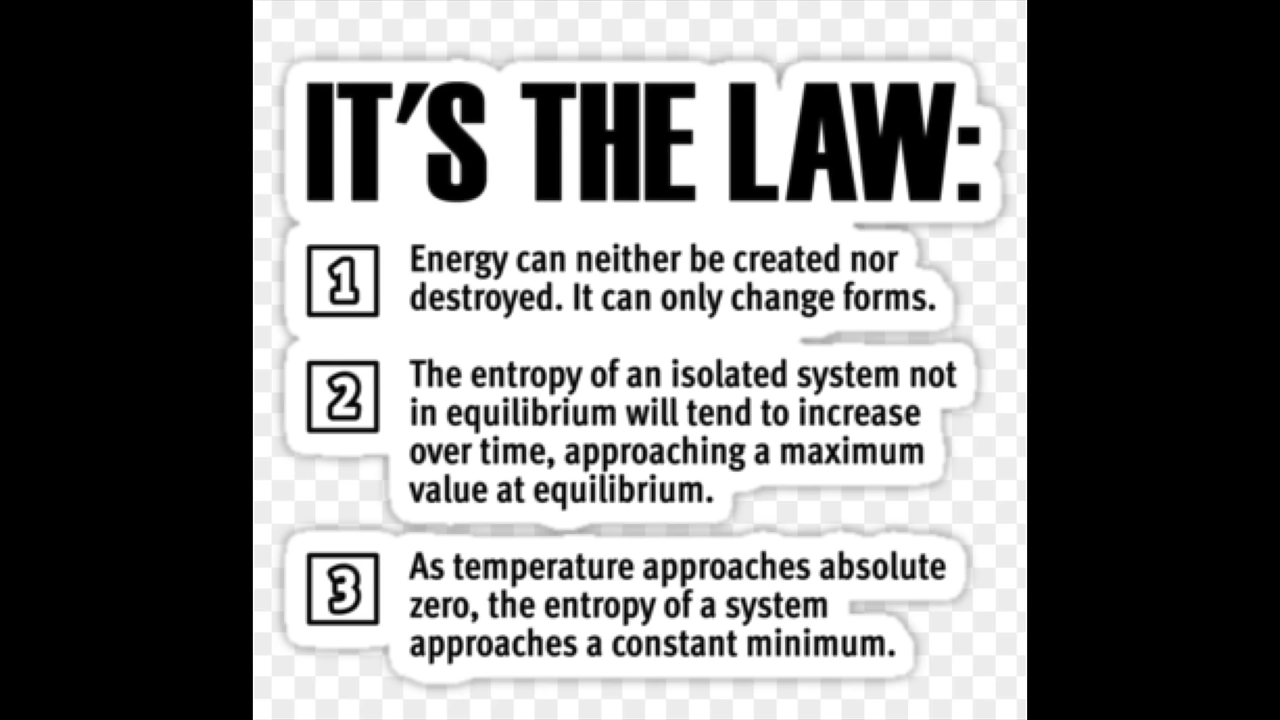 IT'S THE LAW:
1
Energy can neither be created nor
destroyed. It can only change forms.
2
The entropy of an isolated system not
in equilibrium will tend to increase
over time, approaching a maximum
value at equilibrium.
3
As temperature approaches absolute
zero, the entropy of a system
approaches a constant minimum.